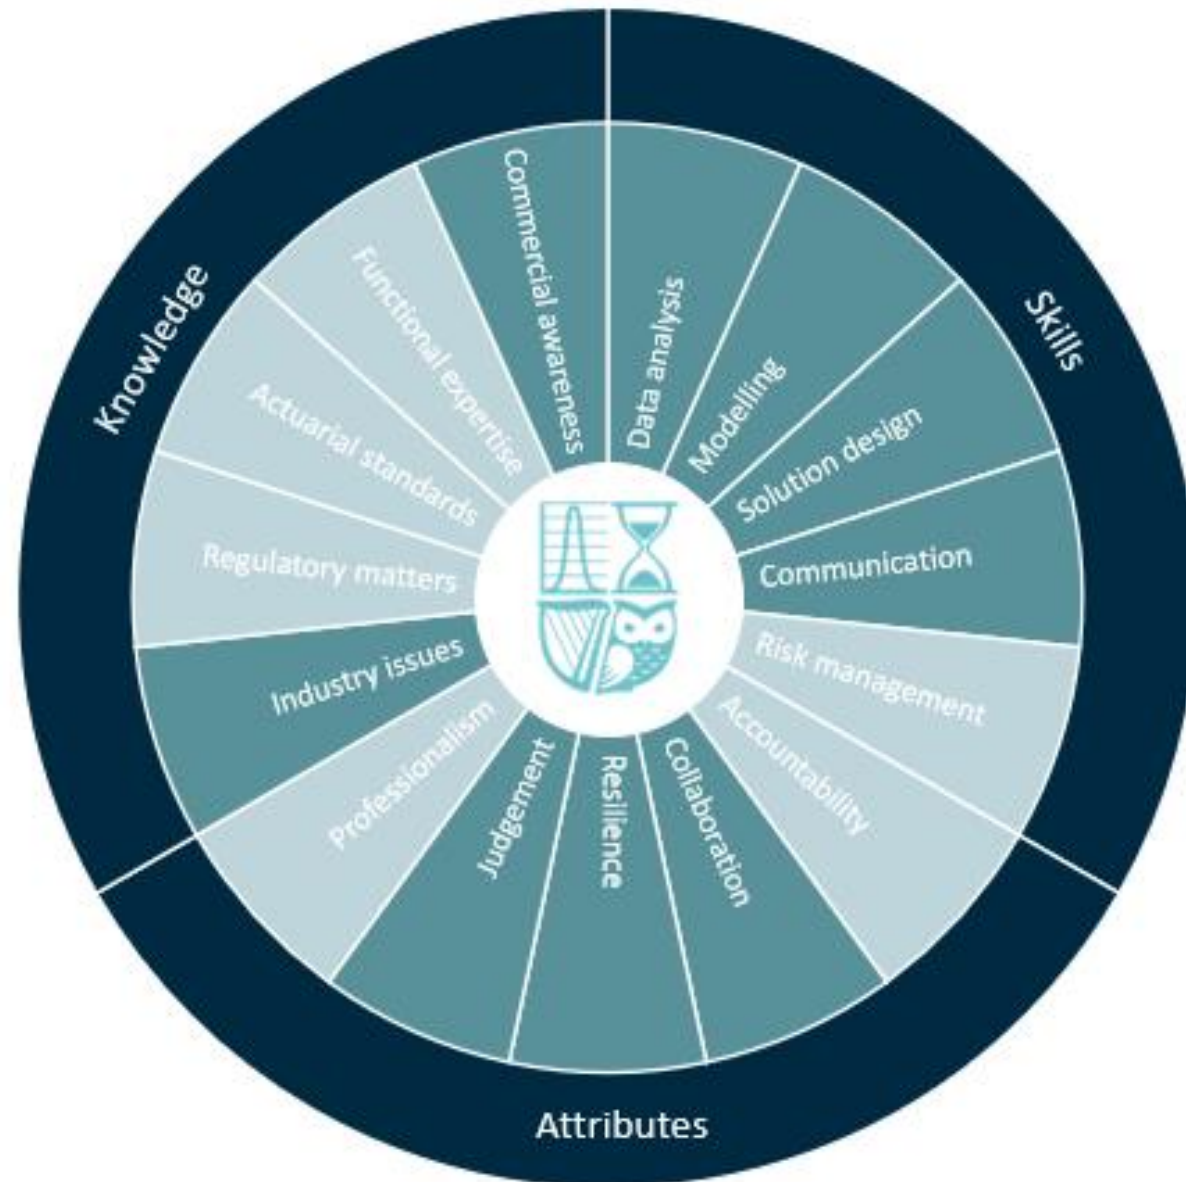 Knowledge
Skills
Attributes
Commercial awareness
Data analysis
Modelling
Solution design
Communication
Risk management
Accountability
Collaboration
Resilience
Judgement
Professionalism
Industry issues
Regulatory matters
Actuarial standards
Functional expertise